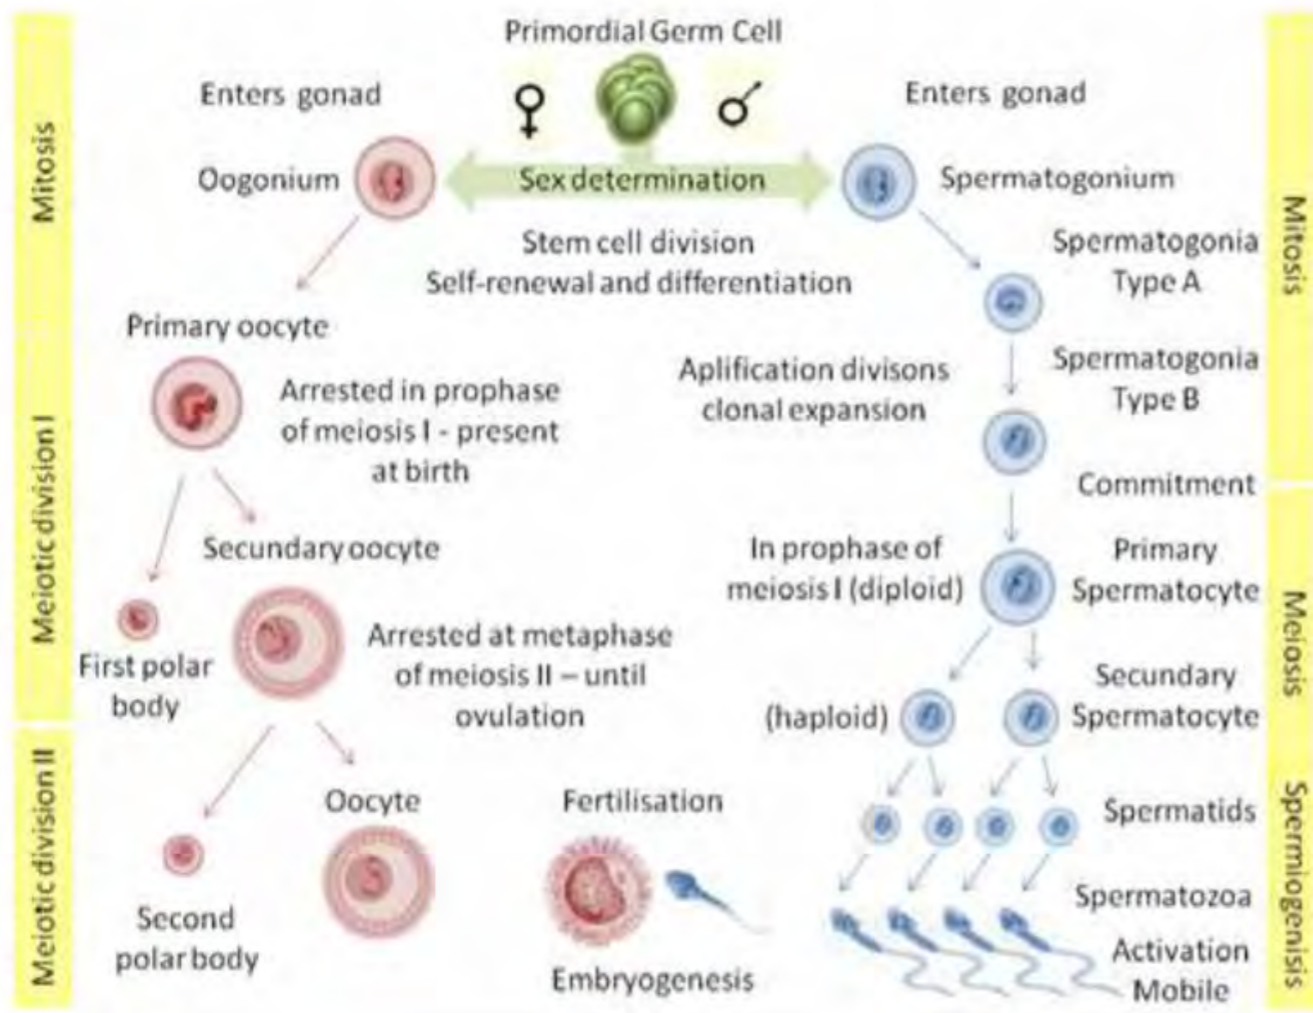 Primordial Germ Cell
Enters gonad
Enters gonad
Oogonium
Sex determination
Spermatogonium
Stem cell division
Self-renewal and differentiation
Spermatogonia
Type A
Primary oocyte
Arrested in prophase
of meiosis I - present
at birth
Aplification divisons
clonal expansion
Spermatogonia
Type B
Commitment
Secundary oocyte
In prophase of
meiosis I (diploid)
Primary
Spermatocyte
First polar
body
Arrested at metaphase
of meiosis II – until
ovulation
(haploid)
Secundary
Spermatocyte
Oocyte
Fertilisation
Spermatids
Second
polar body
Embryogenesis
Spermatozoa
Activation
Mobile
Mitosis
Meiotic division I
Meiotic division II
Mitosis
Meiosis
Spermiogenisis